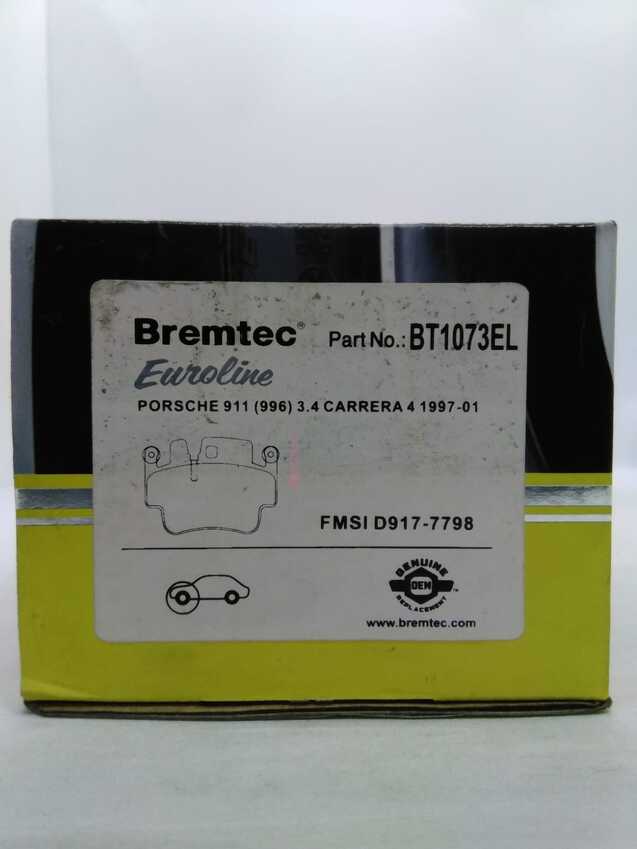 Bremtec®
Part No.: BT1073EL
Euroline
PORSCHE 911 (996) 3.4 CARRERA 4 1997-01
FMSI D917-7798
GENUINE
OEM
REPLACEMENT
™
www.bremtec.com